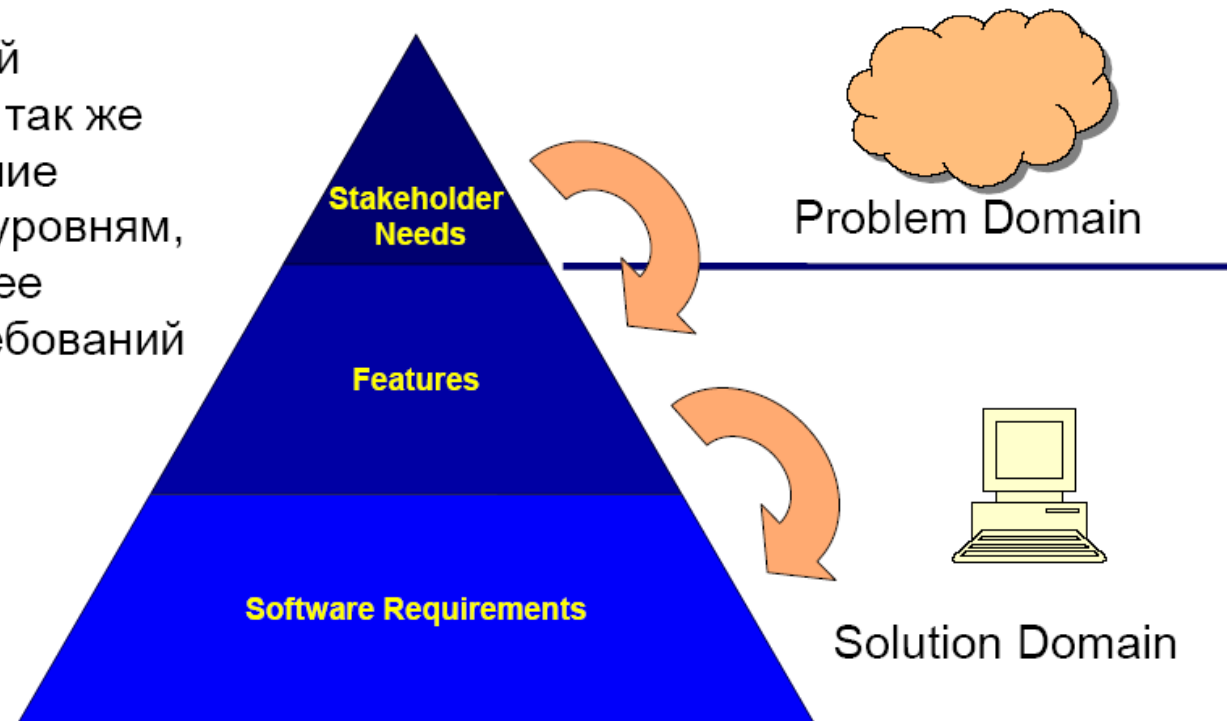 й
так же
ние
уровням,
ее
ебований
Stakeholder
Needs
Features
Software Requirements
Problem Domain
Solution Domain